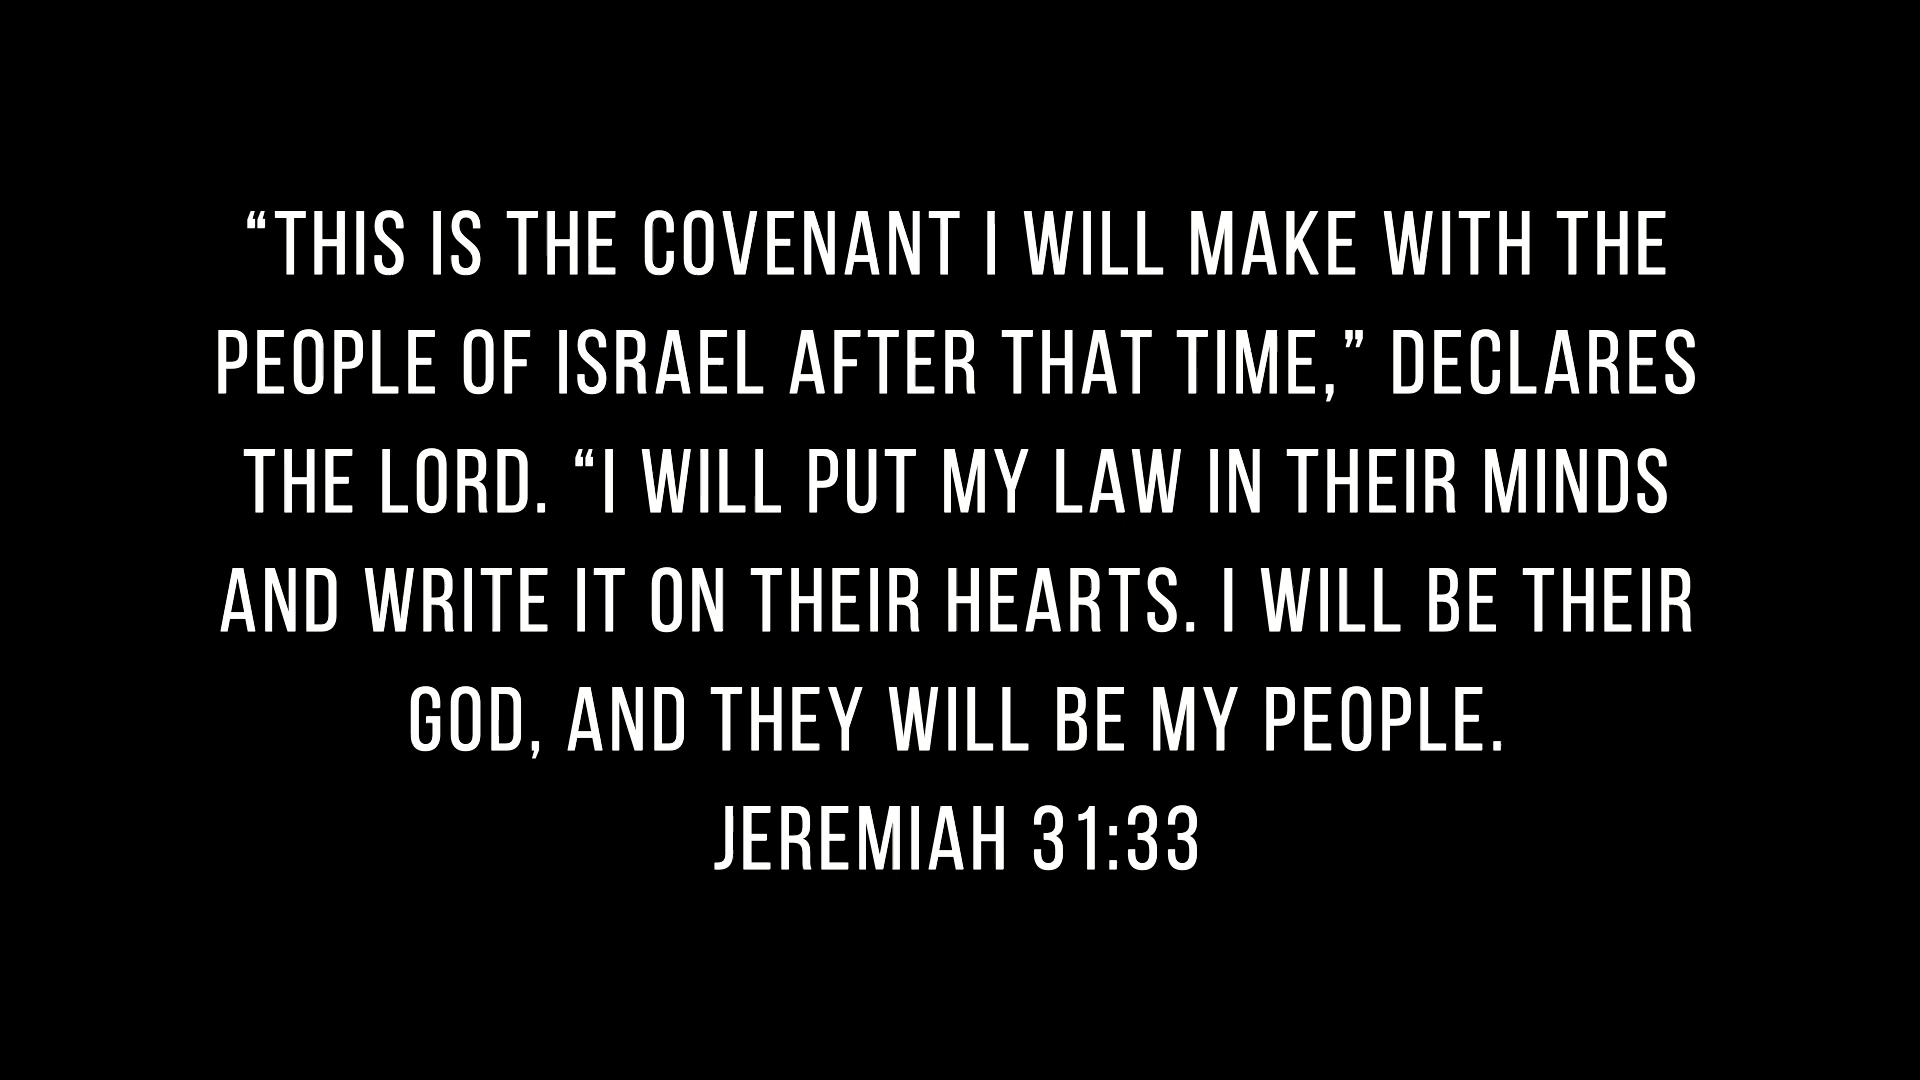 “THIS IS THE COVENANT I WILL MAKE WITH THE
PEOPLE OF ISRAEL AFTER THAT TIME,” DECLARES
THE LORD. “I WILL PUT MY LAW IN THEIR MINDS
AND WRITE IT ON THEIR HEARTS. I WILL BE THEIR
GOD, AND THEY WILL BE MY PEOPLE.
JEREMIAH 31:33